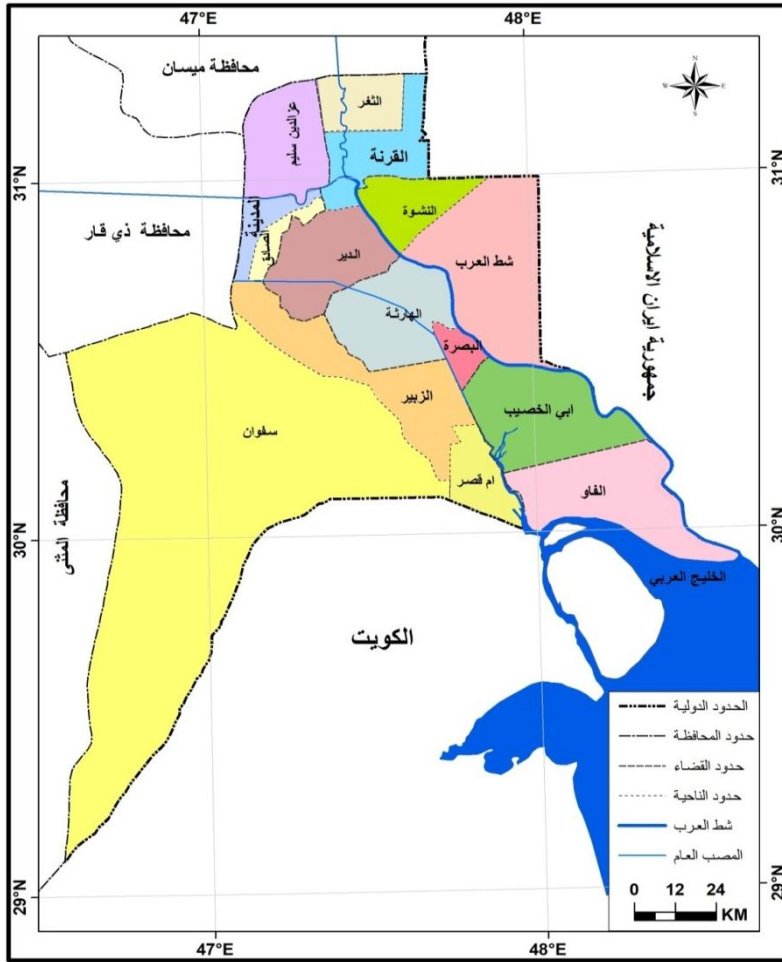 47°E
48°E
محافظة ميسان
N
W
E
S
الثغر
عزالدين سليم
القرنة
31°N
31°N
النشوة
المدينة
الصادق
محافظة ذي قار
الدير
شط العرب
جمهورية ايران الاسلامية
الهارثة
البصرة
الزبير
ابي الخصيب
سفوان
ام قصر
الفاو
محافظة المثنى
30°N
30°N
الخليج العربي
الكويت
الحدود الدولية
حدود المحافظة
حدود القضاء
حدود الناحية
شط العرب
المصب العام
29°N
29°N
0 12 24
KM
47°E
48°E